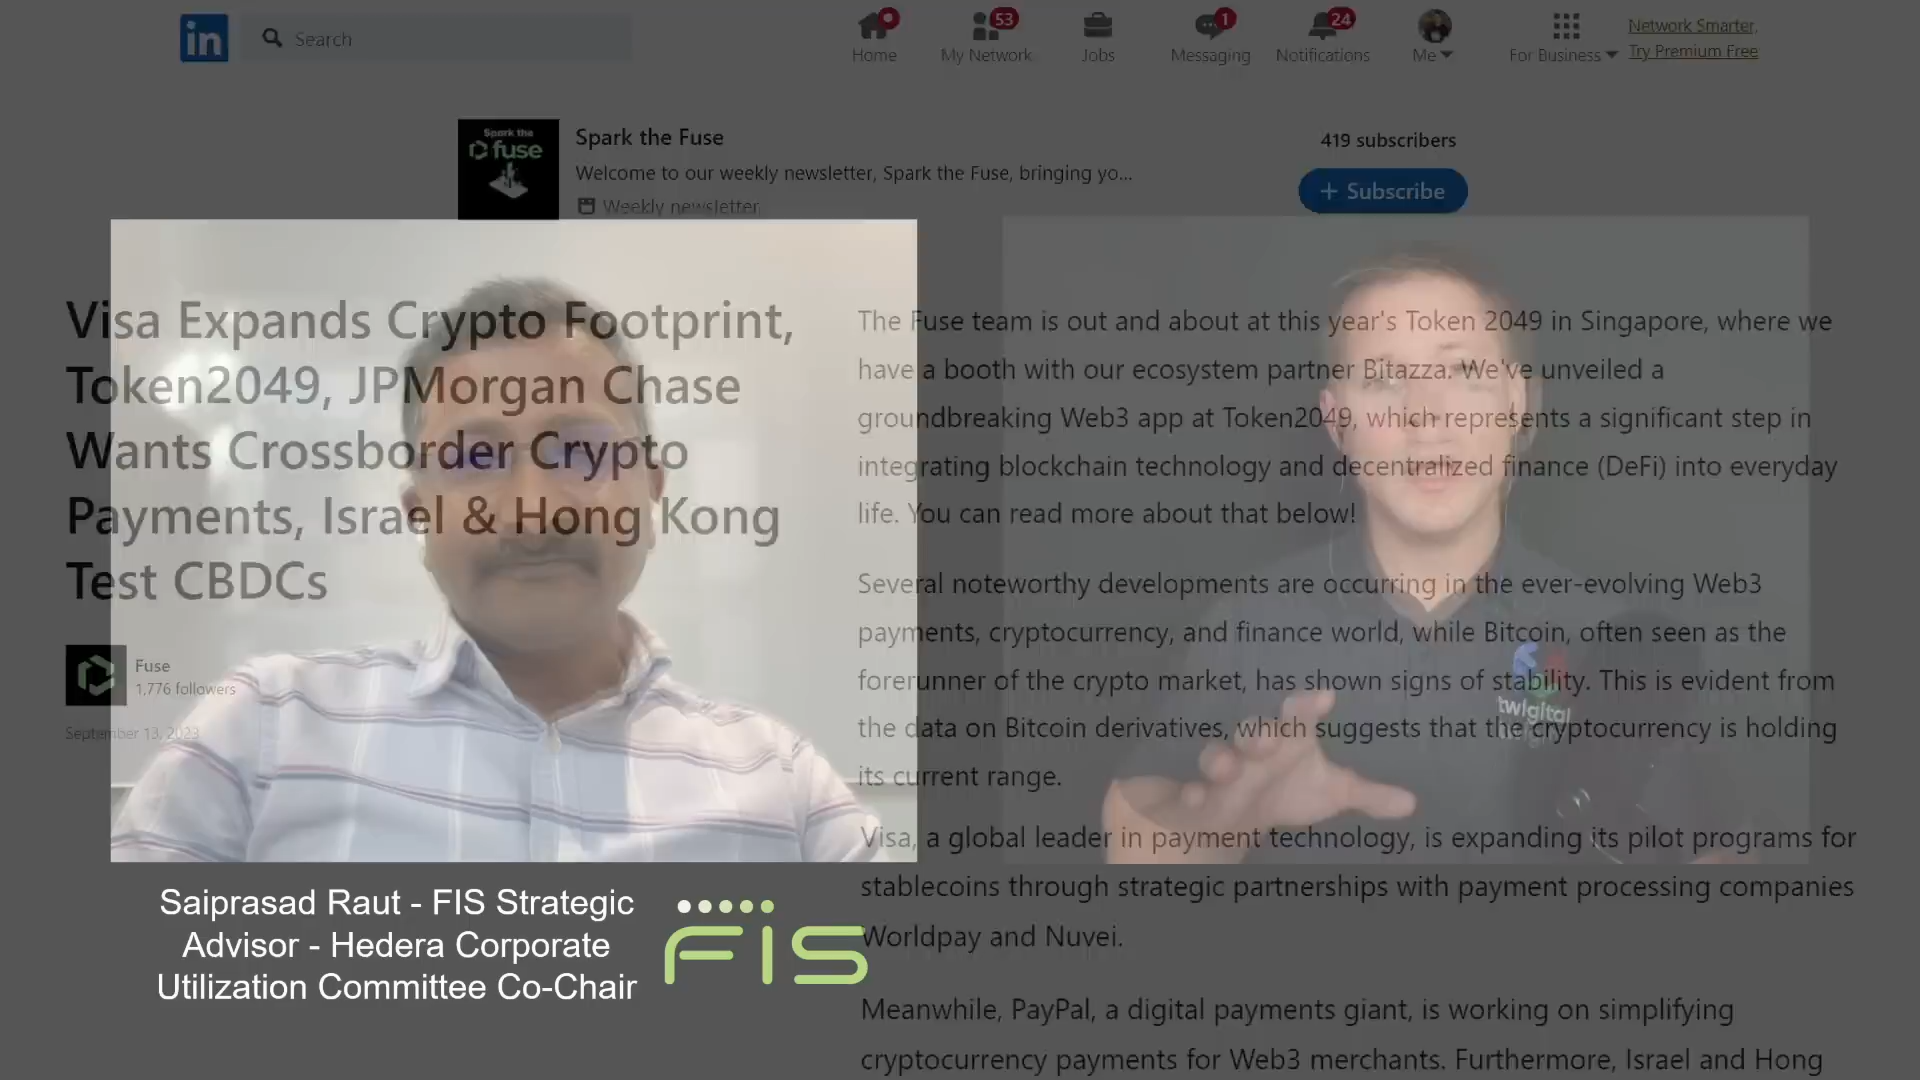 in
Search
53
1
24
Home
My Network
Jobs
Messaging
Notifications
Me
For Business
Network Smarter,
Try Premium Free
Spark the
fuse
Spark the Fuse
Welcome to our weekly newsletter, Spark the Fuse, bringing yo...
Weekly newsletter
419 subscribers
+ Subscribe
Visa Expands Crypto Footprint,
Token2049, JPMorgan Chase
Wants Crossborder Crypto
Payments, Israel & Hong Kong
Test CBDCs
Fuse
1,776 followers
September 13, 2023
The Fuse team is out and about at this year's Token 2049 in Singapore, where we
have a booth with our ecosystem partner Bitazza. We've unveiled a
groundbreaking Web3 app at Token2049, which represents a significant step in
integrating blockchain technology and decentralized finance (DeFi) into everyday
life. You can read more about that below!
Several noteworthy developments are occurring in the ever-evolving Web3
payments, cryptocurrency, and finance world, while Bitcoin, often seen as the
forerunner of the crypto market, has shown signs of stability. This is evident from
the data on Bitcoin derivatives, which suggests that the cryptocurrency is holding
its current range.
Visa, a global leader in payment technology, is expanding its pilot programs for
stablecoins through strategic partnerships with payment processing companies
Worldpay and Nuvei.
Meanwhile, PayPal, a digital payments giant, is working on simplifying
cryptocurrency payments for Web3 merchants. Furthermore, Israel and Hong
twigital
Saiprasad Raut - FIS Strategic
Advisor - Hedera Corporate
Utilization Committee Co-Chair
FIS